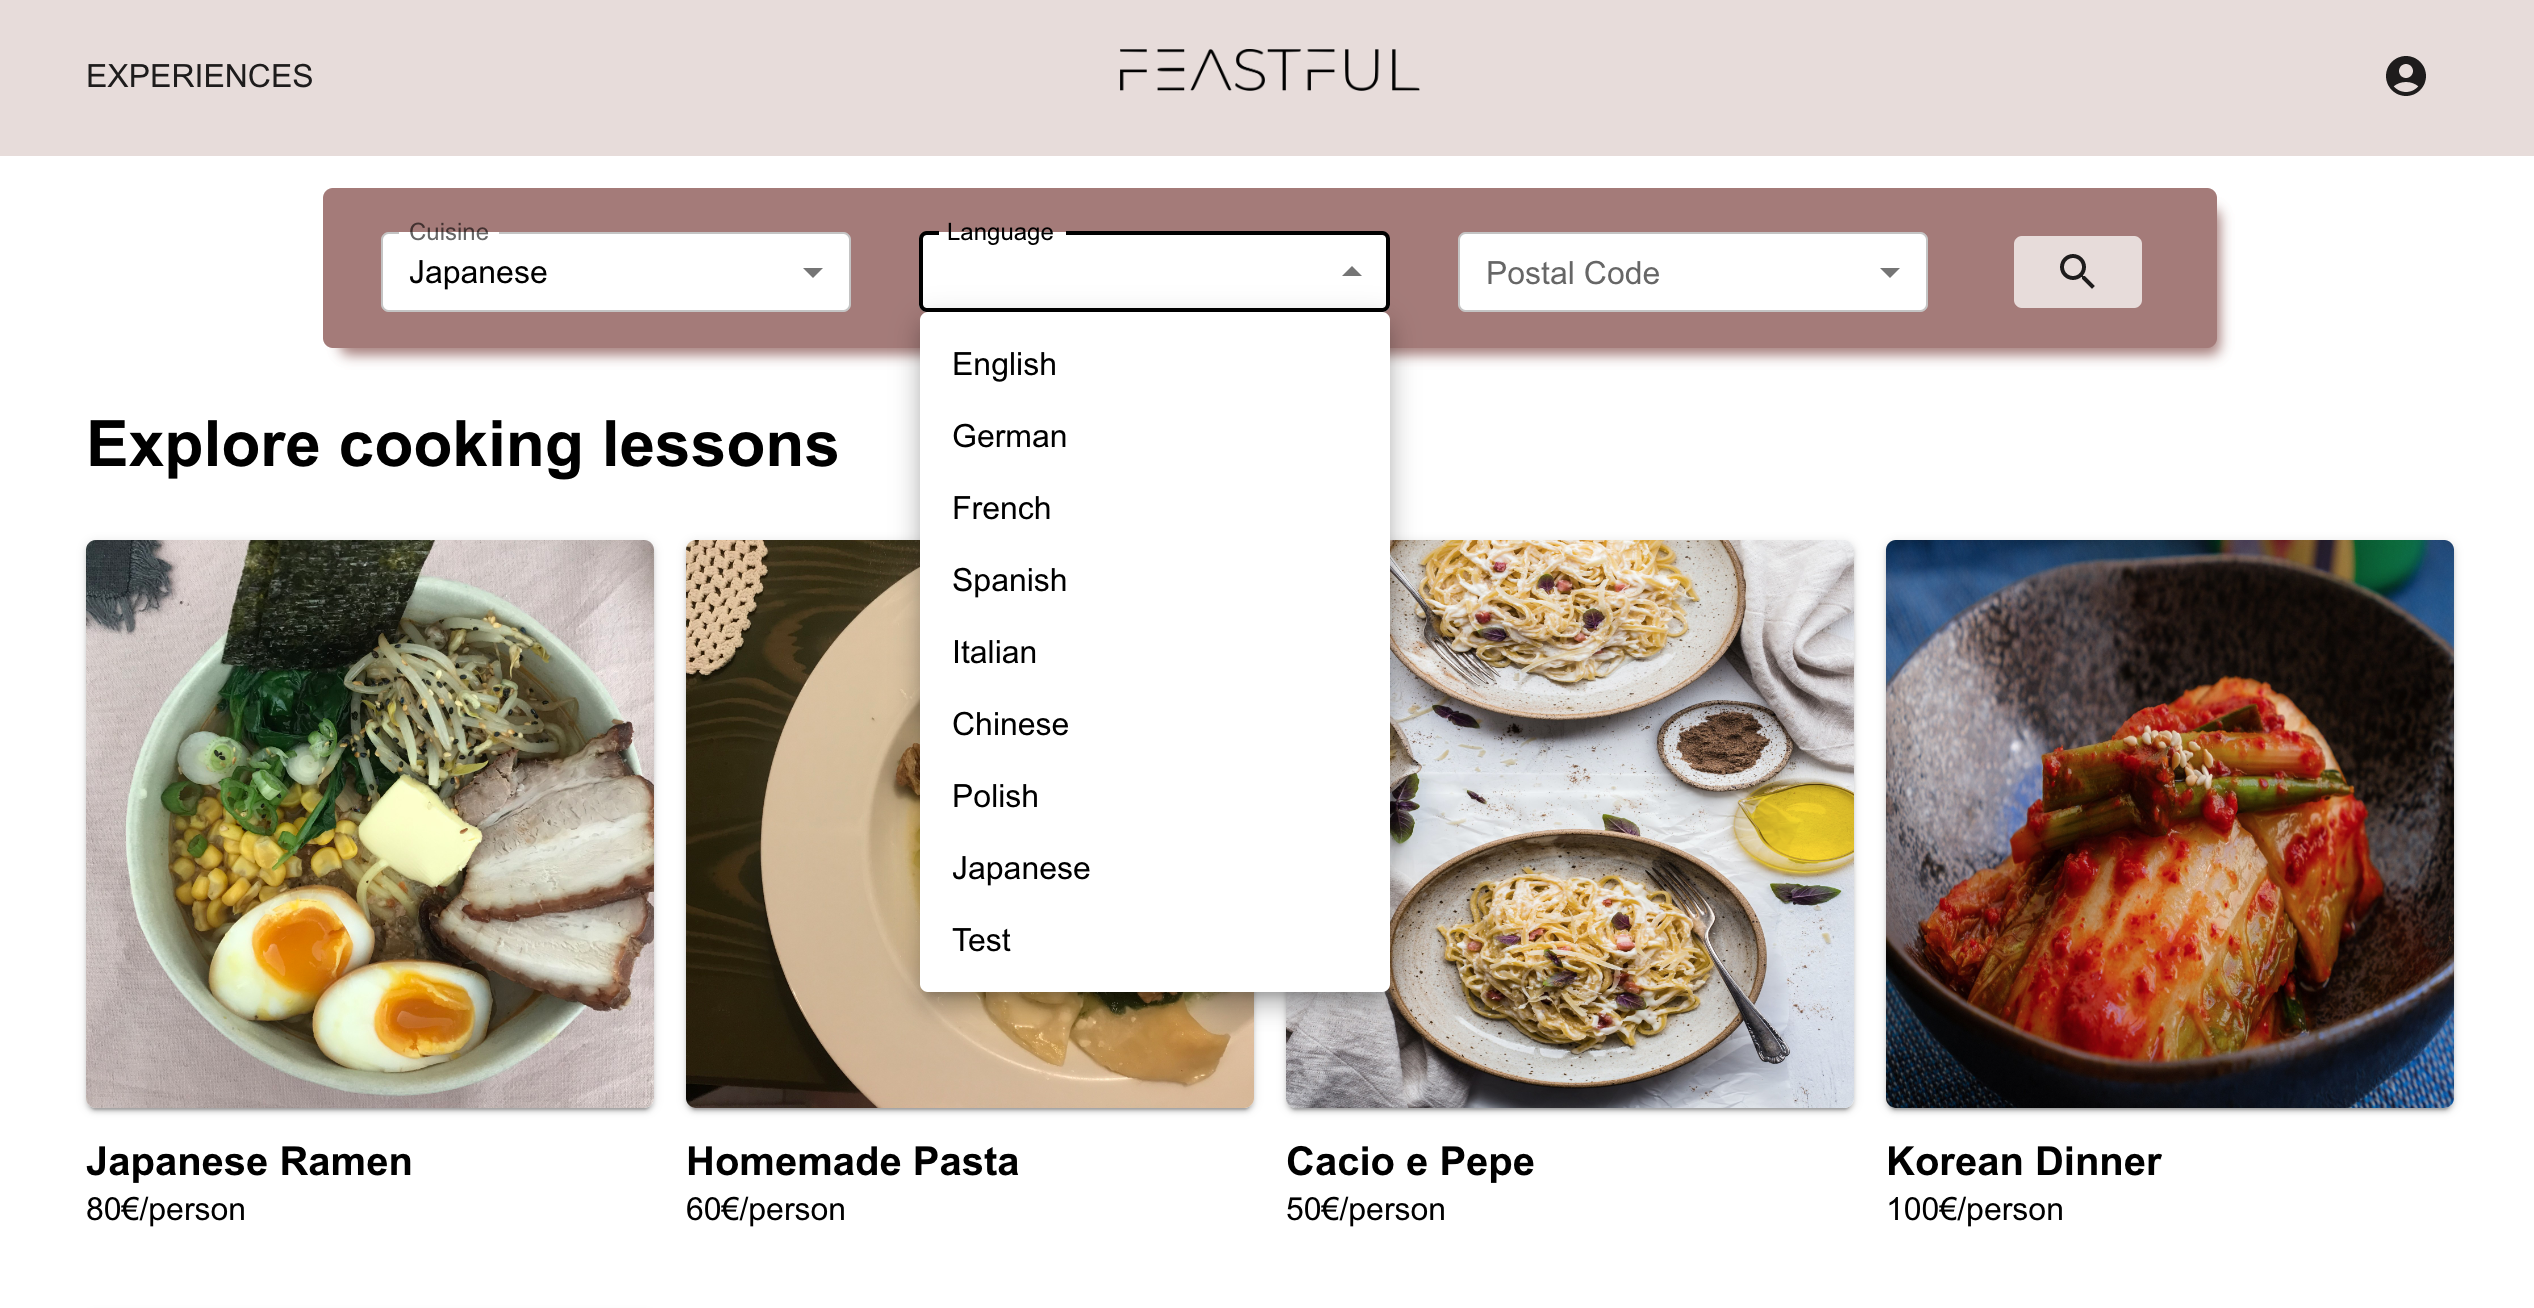 EXPERIENCES
FEASTFUL
Cuisine
Japanese
Language
Postal Code
English
German
French
Spanish
Italian
Chinese
Polish
Japanese
Test
Explore cooking lessons
Japanese Ramen
80€/person
Homemade Pasta
60€/person
Cacio e Pepe
50€/person
Korean Dinner
100€/person